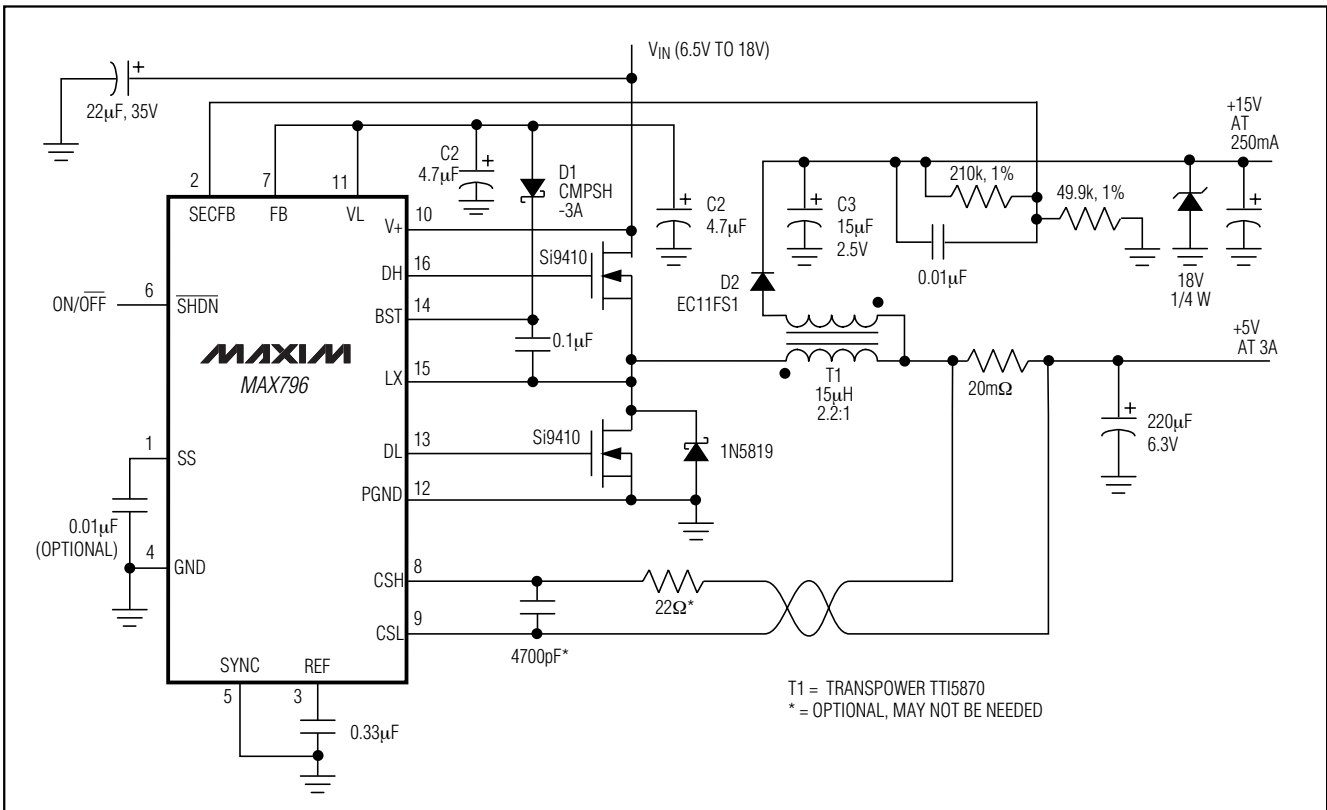 VIN (6.5V TO 18V)
22μF, 35V
+15V
AT
250mA
C2
4.7μF
D1
CMPSH
-3A
C2
4.7μF
C3
15μF
2.5V
210k, 1%
49.9k, 1%
0.01μF
18V
1/4 W
2
7
11
SECFB
FB
VL
V+
10
DH
16
Si9410
BST
14
0.1μF
LX
15
D2
EC11FS1
T1
15μH
2.2:1
20mΩ
+5V
AT 3A
220μF
6.3V
ON/OFF
6
SHDN
MAXIM
MAX796
1
SS
0.01μF
(OPTIONAL)
4
GND
DL
13
Si9410
1N5819
PGND
12
CSH
8
22Ω*
CSL
9
4700pF*
SYNC
REF
5
3
0.33μF
T1 = TRANSPOWER TTI5870
* = OPTIONAL, MAY NOT BE NEEDED